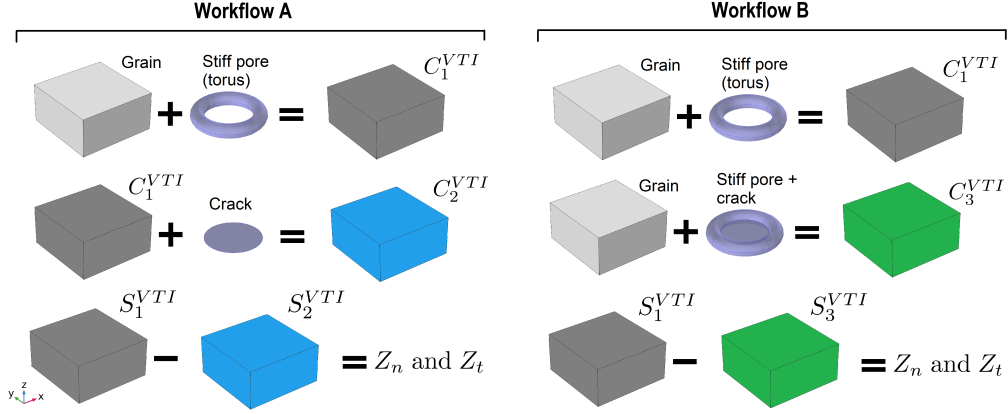 Workflow A
Grain
Stiff pore
(torus)
C_1^{VTI}
+
=
C_1^{VTI}
Crack
C_2^{VTI}
+
=
S_1^{VTI}
S_2^{VTI}
−
= Z_n and Z_t
z
y
x
Workflow B
Grain
Stiff pore
(torus)
C_1^{VTI}
+
=
Grain
Stiff pore +
crack
C_3^{VTI}
+
=
S_1^{VTI}
S_3^{VTI}
−
= Z_n and Z_t